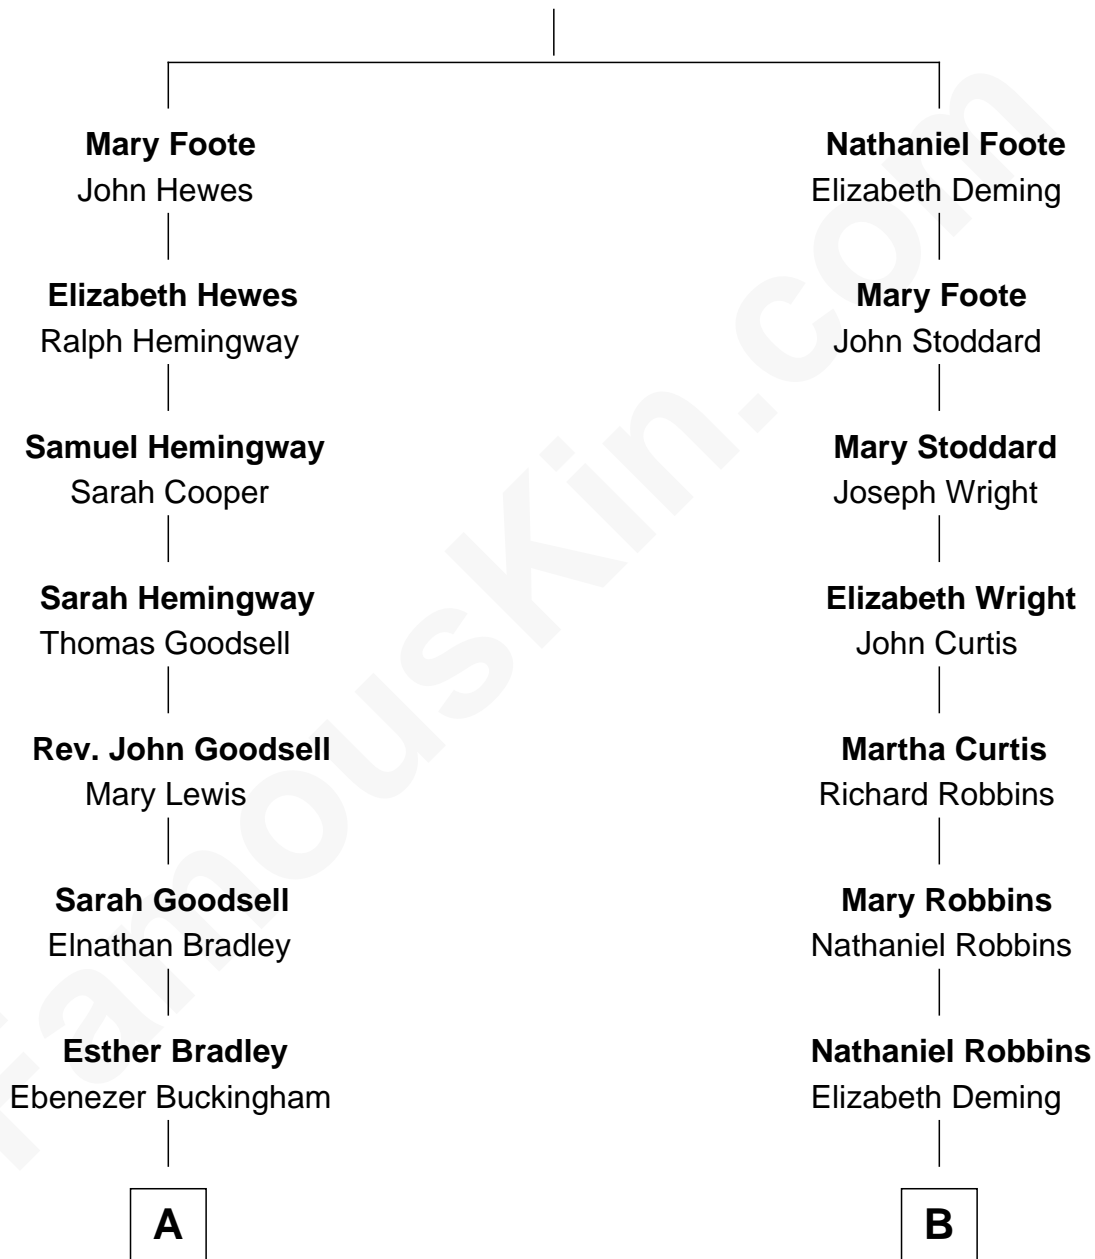 Mary Foote
John Hewes
Nathaniel Foote
Elizabeth Deming
Elizabeth Hewes
Ralph Hemingway
Mary Foote
John Stoddard
Samuel Hemingway
Sarah Cooper
Mary Stoddard
Joseph Wright
Sarah Hemingway
Thomas Goodsell
Elizabeth Wright
John Curtis
Rev. John Goodsell
Mary Lewis
Martha Curtis
Richard Robbins
Sarah Goodsell
Elnathan Bradley
Mary Robbins
Nathaniel Robbins
Esther Bradley
Ebenezer Buckingham
Nathaniel Robbins
Elizabeth Deming
A
B
FamousKin.com